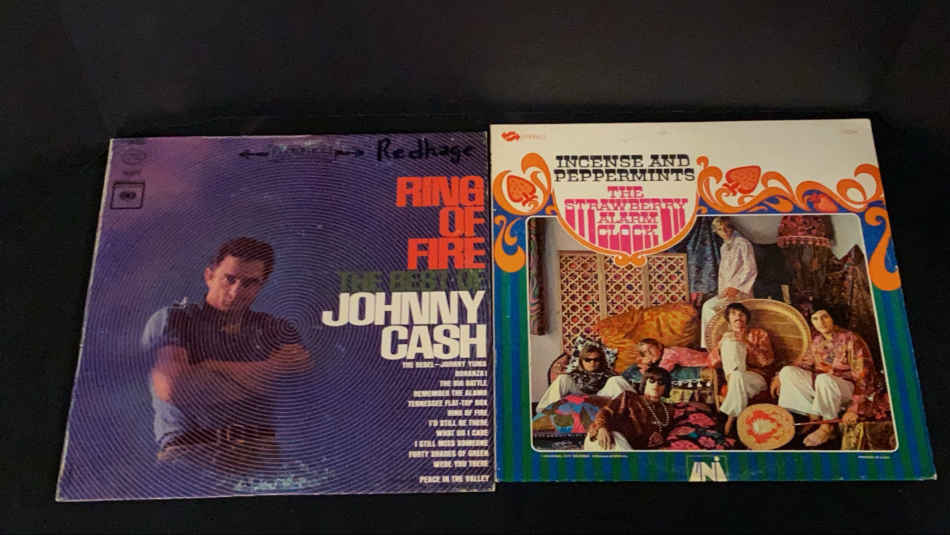 Redhage
RING
OF
FIRE
THE BEST OF
JOHNNY
CASH
THE REBEL-JOHNNY YUMA
BONANZA!
THE BIG BATTLE
REMEMBER THE ALAMO
TENNESSEE FLAT-TOP BOX
RING OF FIRE
I'D STILL BE THERE
WHAT DO I CARE
I STILL MISS SOMEONE
FORTY SHADES OF GREEN
WERE YOU THERE
PEACE IN THE VALLEY
STEREO
INCENSE AND
PEPPERMINTS
THE
STRAWBERRY
ALARM
CLOCK
UNI